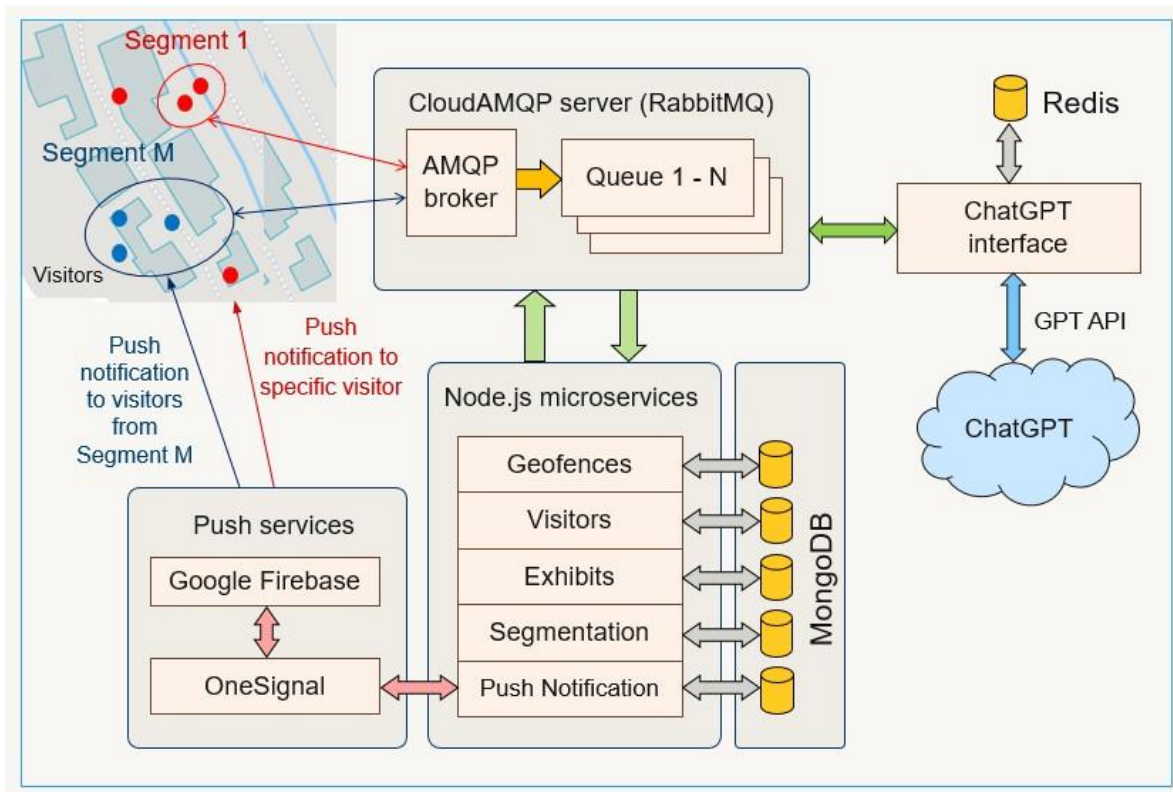 Segment 1
Segment M
Visitors
CloudAMQP server (RabbitMQ)
AMQP
broker
Queue 1 - N
Redis
ChatGPT
interface
GPT API
ChatGPT
Push
notification
to visitors
from
Segment M
Push
notification to
specific visitor
Node.js microservices
Geofences
Visitors
Exhibits
Segmentation
Push Notification
MongoDB
Push services
Google Firebase
OneSignal